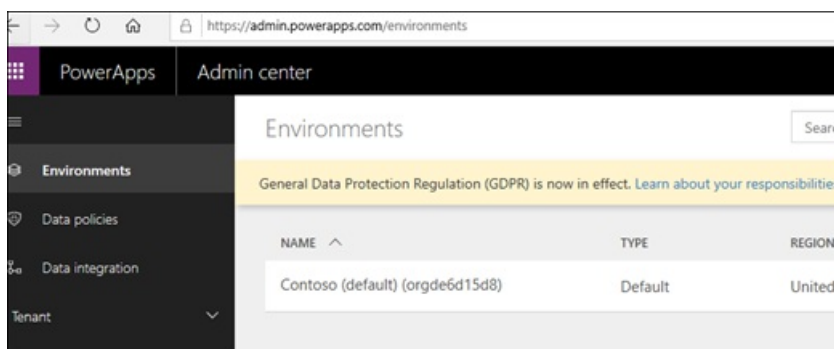 https://admin.powerapps.com/environments
PowerApps Admin center
Environments
General Data Protection Regulation (GDPR) is now in effect. Learn about your responsibilitie
NAME TYPE REGION
Contoso (default) (orgde6d15d8) Default United
Environments
Data policies
Data integration
Tenant